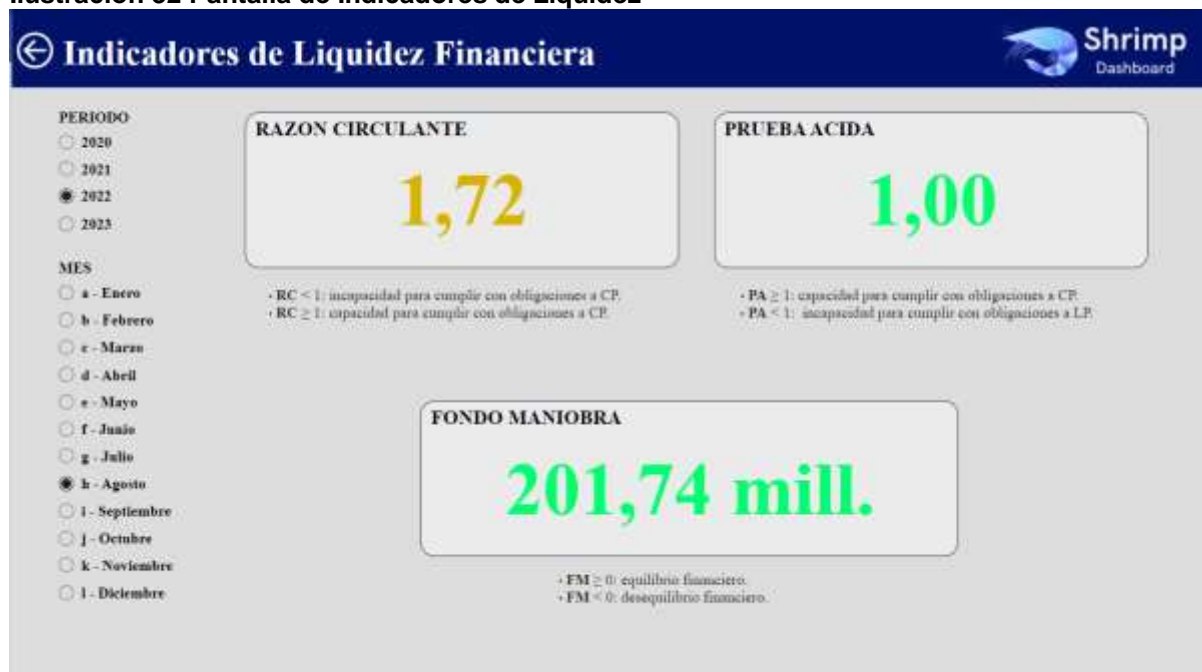 Ilustración 32 Pantalla de Indicadores de Liquidez
Indicadores de Liquidez Financiera
Shrimp
Dashboard
PERIODO
2020
2021
2022
2023
MES
a - Enero
b - Febrero
c - Marzo
d - Abril
e - Mayo
f - Junio
g - Julio
h - Agosto
i - Septiembre
j - Octubre
k - Noviembre
l - Diciembre
RAZON CIRCULANTE
1,72
• RC < 1: incapacidad para cumplir con obligaciones a CP.
• RC ≥ 1: capacidad para cumplir con obligaciones a CP.
PRUEBA ACIDA
1,00
• PA ≥ 1: capacidad para cumplir con obligaciones a CP.
• PA < 1: incapacidad para cumplir con obligaciones a LP.
FONDO MANIOBRA
201,74 mill.
• FM ≥ 0: equilibrio financiero.
• FM < 0: desequilibrio financiero.